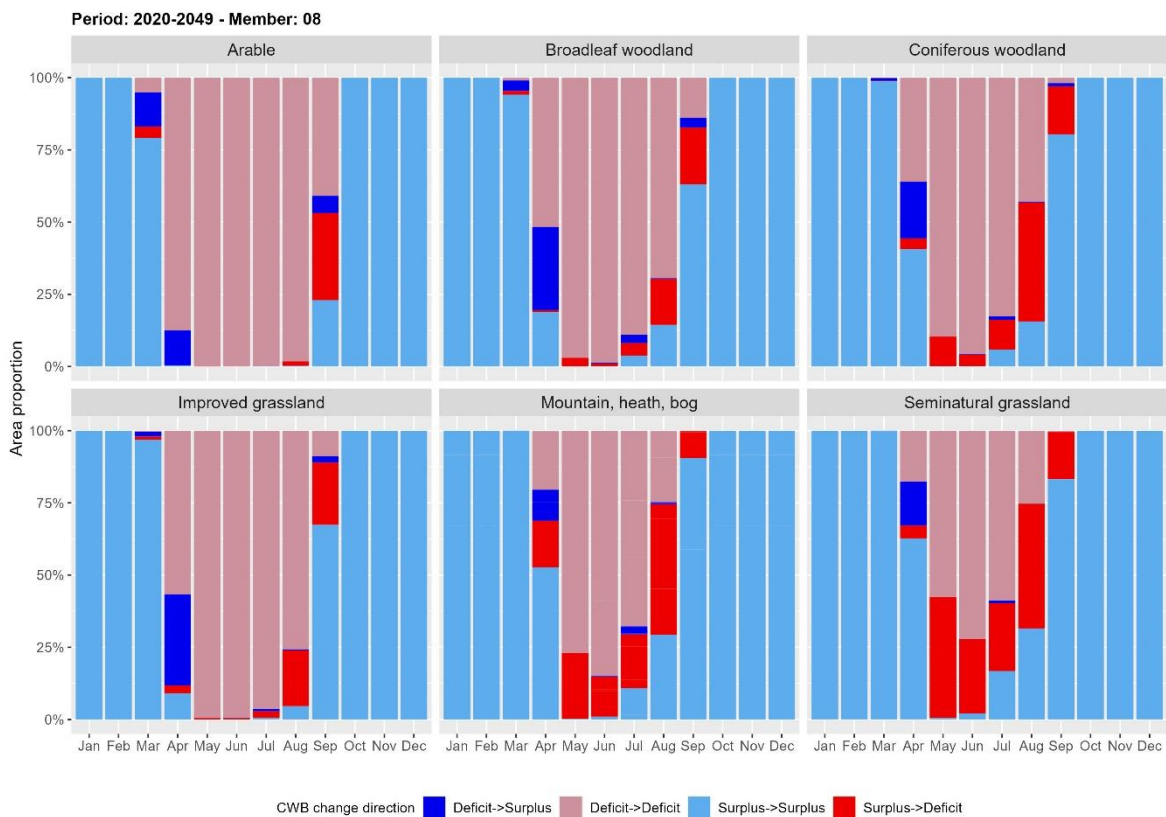 Period: 2020-2049 - Member: 08
Arable Broadleaf woodland Coniferous woodland
100%
75%
50%
25%
0%
Improved grassland Mountain, heath, bog Seminatural grassland
100%
75%
50%
25%
0%
Area proportion
Jan Feb Mar Apr May Jun Jul Aug Sep Oct Nov Dec Jan Feb Mar Apr May Jun Jul Aug Sep Oct Nov Dec Jan Feb Mar Apr May Jun Jul Aug Sep Oct Nov Dec
CWB change direction Deficit->Surplus Deficit->Deficit Surplus->Surplus Surplus->Deficit